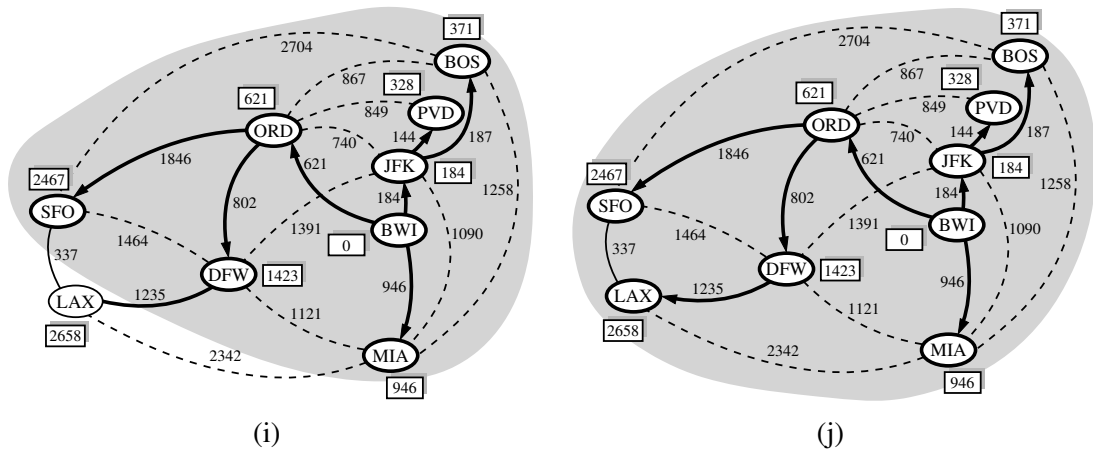 371
2704
BOS
867
328
621
PVD
849
ORD
144
187
740
1846
621
JFK
184
2467
1258
802
184
SFO
1391
BWI
1464
0
1090
337
DFW
1423
946
LAX
1235
1121
2658
2342
MIA
946
(i)
371
2704
BOS
867
328
621
PVD
849
ORD
144
187
740
1846
621
JFK
184
2467
1258
802
184
SFO
1391
BWI
1464
0
1090
337
DFW
1423
946
LAX
1235
1121
2658
2342
MIA
946
(j)